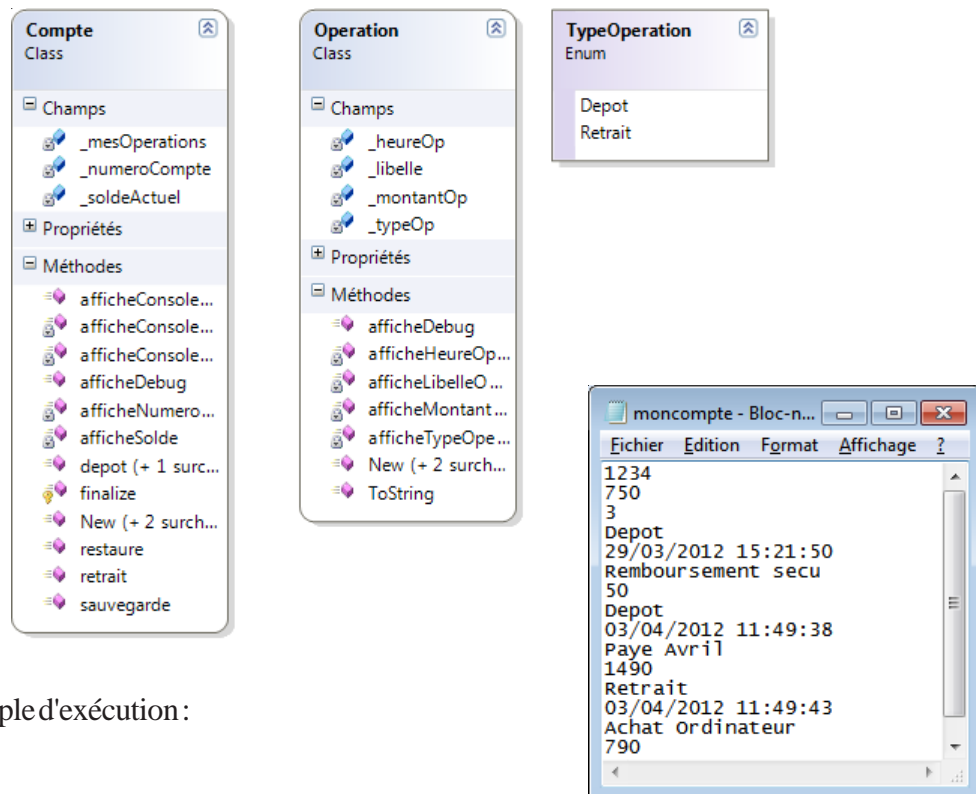 Compte
Class
Champs
_mesOperations
_numeroCompte
_soldeActuel
Propriétés
Méthodes
afficheConsole...
afficheConsole...
afficheConsole...
afficheDebug
afficheNumero...
afficheSolde
depot (+ 1 surc...
finalize
New (+ 2 surch...
restaure
retrait
sauvegarde
Operation
Class
Champs
_heureOp
_libelle
_montantOp
_typeOp
Propriétés
Méthodes
afficheDebug
afficheHeureOp...
afficheLibelleO...
afficheMontant...
afficheTypeOpe...
New (+ 2 surch...
ToString
TypeOperation
Enum
Depot
Retrait
ple d'exécution :
moncompte - Bloc-n...
Fichier Edition Format Affichage ?
1234
750
3
Depot
29/03/2012 15:21:50
Remboursement secu
50
Depot
03/04/2012 11:49:38
Paye Avril
1490
Retrait
03/04/2012 11:49:43
Achat Ordinateur
790